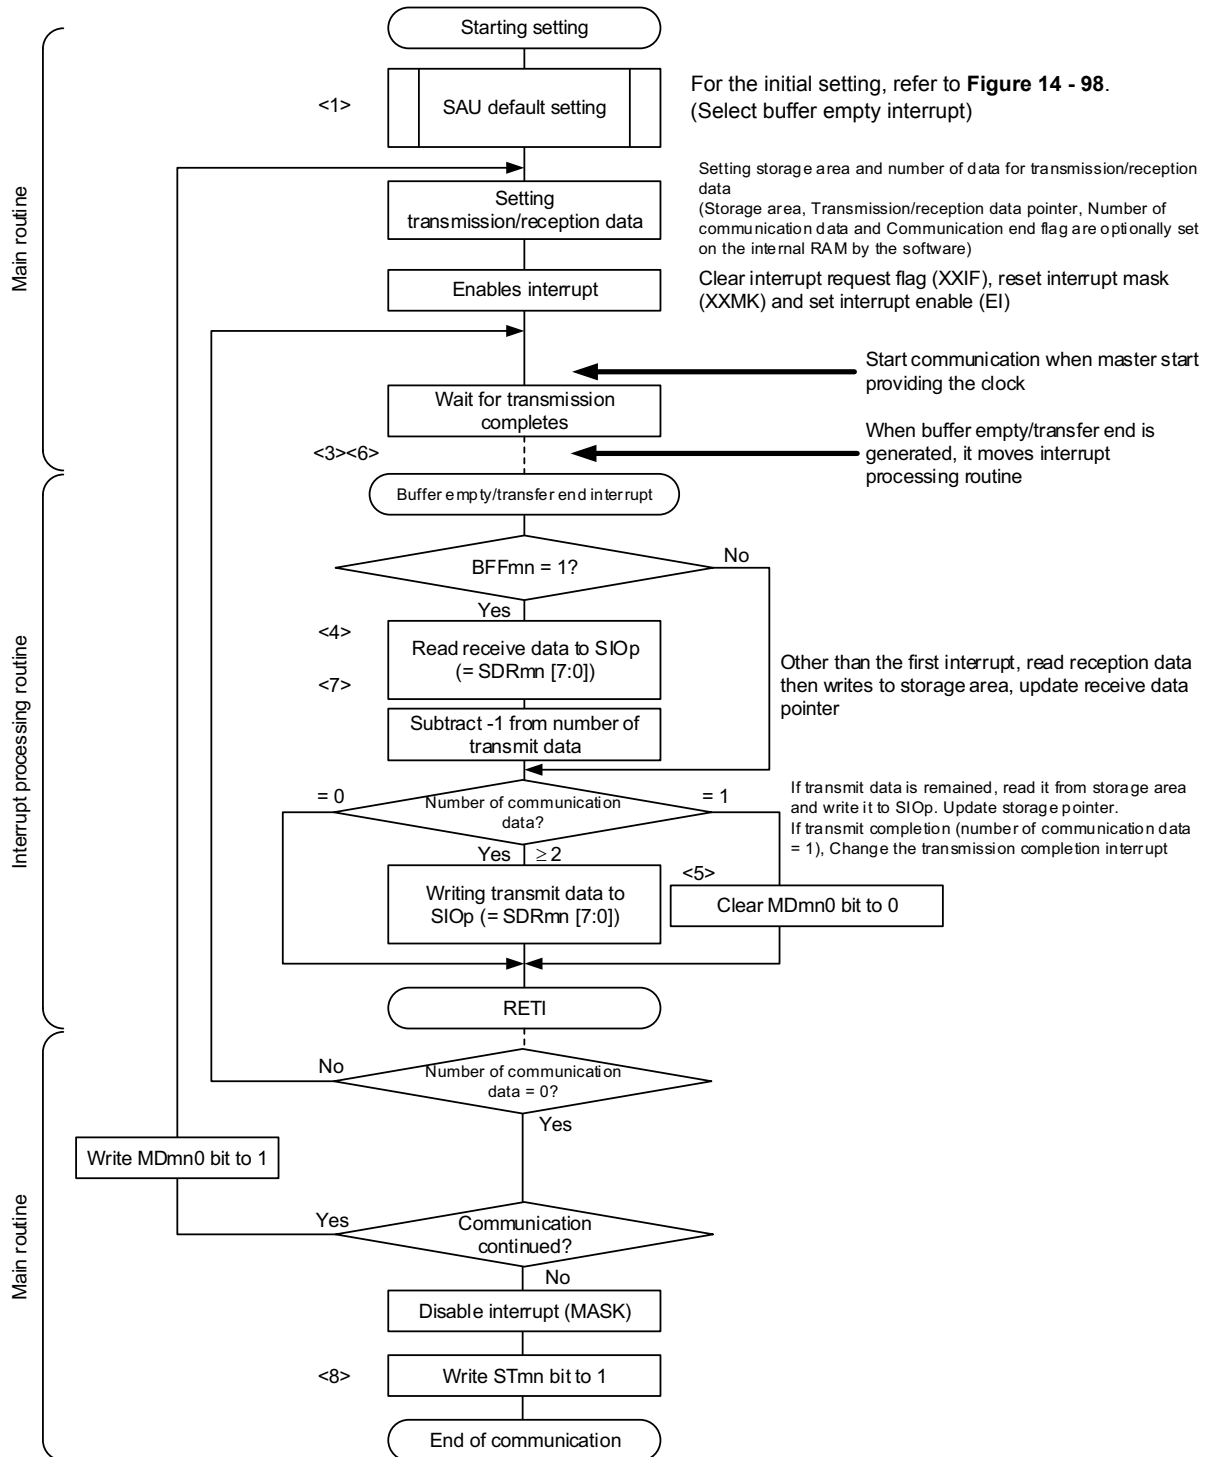 Starting setting
<1>
SAU default setting
For the initial setting, refer to Figure 14 - 98.
(Select buffer empty interrupt)
Main routine
Setting
transmission/reception data
Setting storage area and number of data for transmission/reception
data
(Storage area, Transmission/reception data pointer, Number of
communication data and Communication end flag are optionally set
on the internal RAM by the software)
Enables interrupt
Clear interrupt request flag (XXIF), reset interrupt mask
(XXMK) and set interrupt enable (EI)
Start communication when master start
providing the clock
Wait for transmission
completes
<3><6>
When buffer empty/transfer end is
generated, it moves interrupt
processing routine
Buffer empty/transfer end interrupt
Interrupt processing routine
BFFmn = 1?
No
Yes
<4>
Read receive data to SIOp
(= SDRmn [7:0])
<7>
Other than the first interrupt, read reception data
then writes to storage area, update receive data
pointer
Subtract -1 from number of
transmit data
= 0
Number of communication
data?
= 1
If transmit data is remained, read it from storage area
and write it to SIOp. Update storage pointer.
If transmit completion (number of communication data
= 1), Change the transmission completion interrupt
Yes
≥ 2
<5>
Writing transmit data to
SIOp (= SDRmn [7:0])
Clear MDmn0 bit to 0
RETI
Main routine
No
Number of communication
data = 0?
Yes
Write MDmn0 bit to 1
Yes
Communication
continued?
No
Disable interrupt (MASK)
<8>
Write STmn bit to 1
End of communication